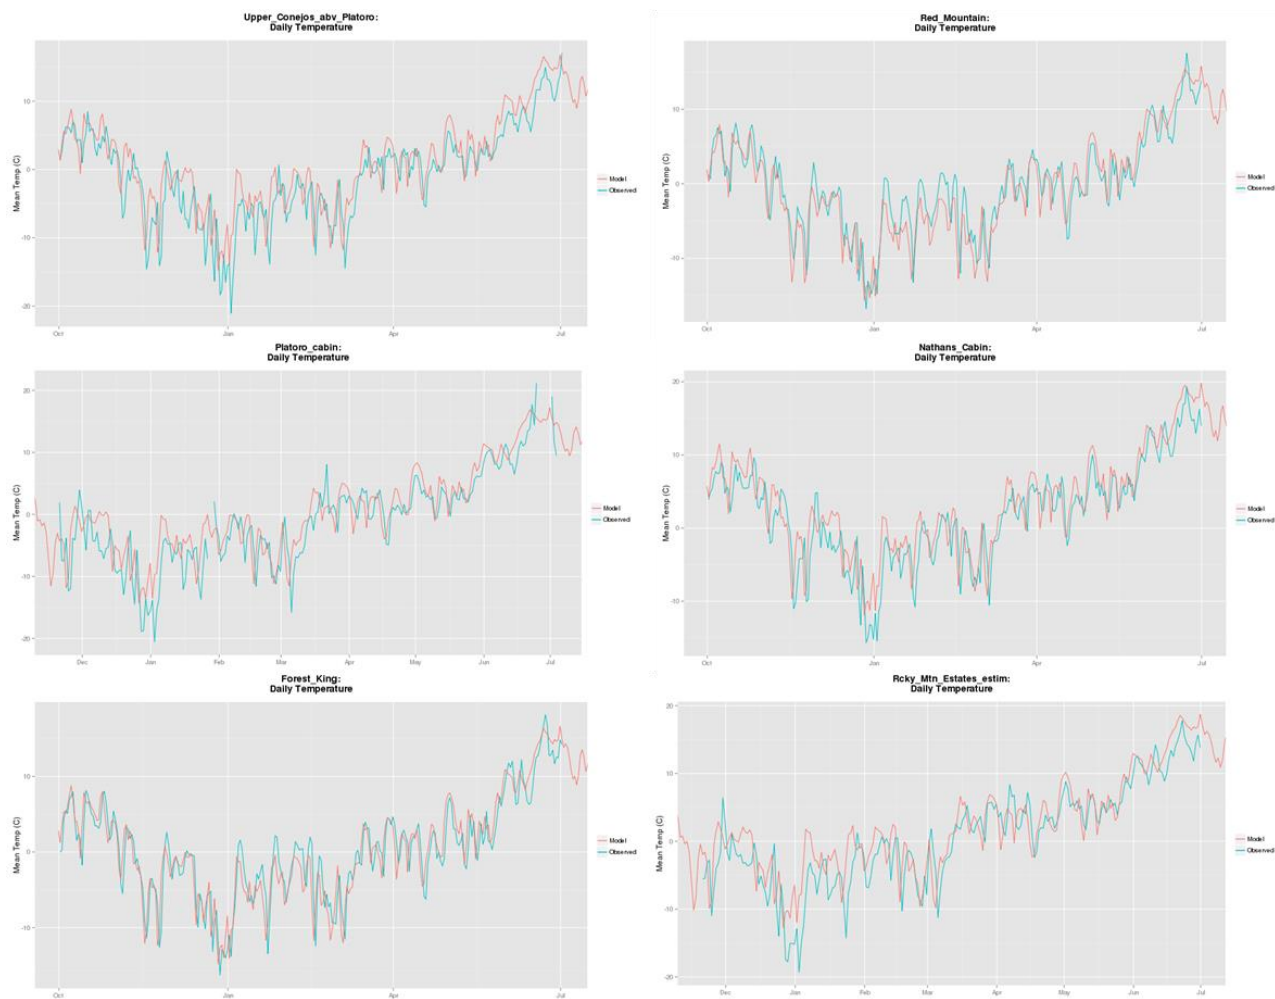 Upper_Conejos_abv_Platoro:
Daily Temperature
Mean Temp (C)
10
0
-10
-20
Oct
Jan
Apr
Jul
Model
Observed
Red_Mountain:
Daily Temperature
Mean Temp (C)
10
0
-10
Oct
Jan
Apr
Jul
Model
Observed
Platoro_cabin:
Daily Temperature
Mean Temp (C)
20
10
0
-10
-20
Dec
Jan
Feb
Mar
Apr
May
Jun
Jul
Model
Observed
Nathans_Cabin:
Daily Temperature
Mean Temp (C)
20
10
0
-10
Oct
Jan
Apr
Jul
Model
Observed
Forest_King:
Daily Temperature
Mean Temp (C)
10
0
-10
Oct
Jan
Apr
Jul
Model
Observed
Rcky_Mtn_Estates_estim:
Daily Temperature
Mean Temp (C)
20
10
0
-10
-20
Dec
Jan
Feb
Mar
Apr
May
Jun
Jul
Model
Observed